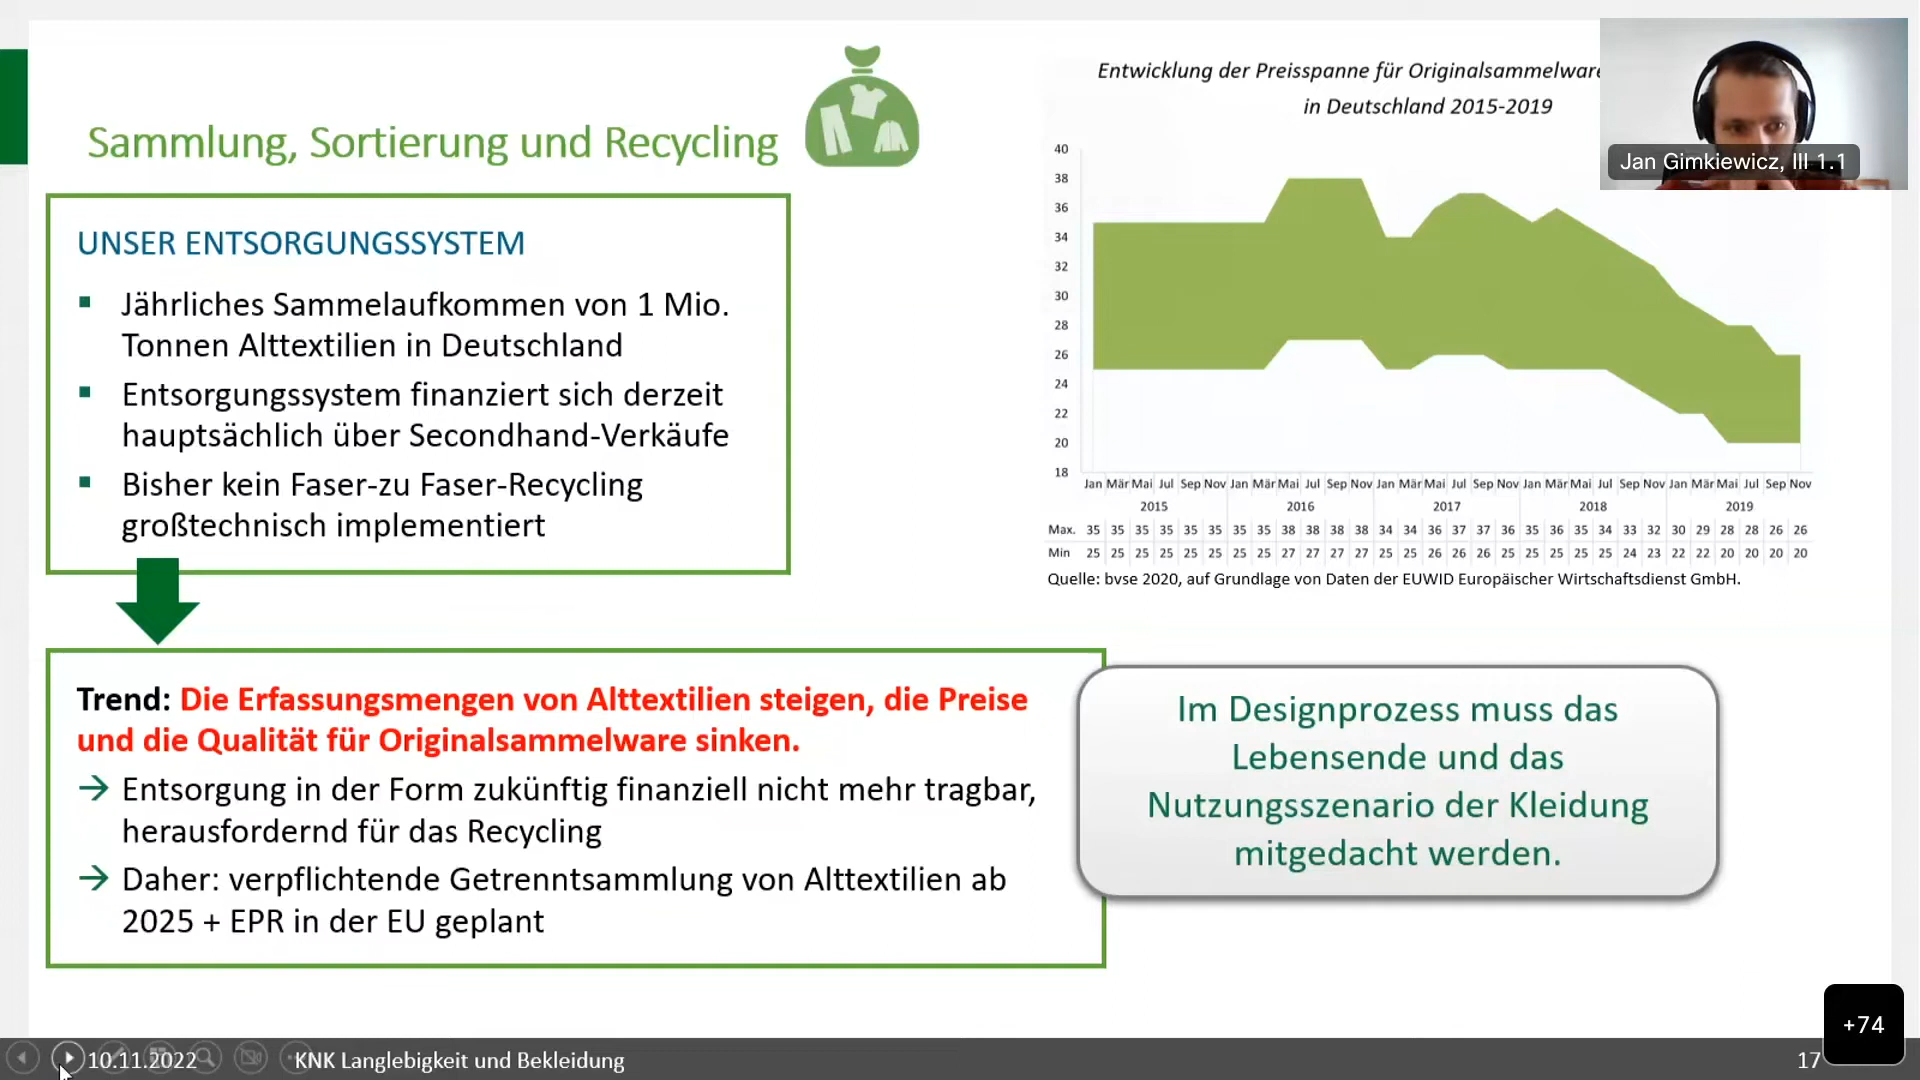 Sammlung, Sortierung und Recycling
UNSER ENTSORGUNGSSYSTEM
▪ Jährliches Sammelaufkommen von 1 Mio.
Tonnen Alttextilien in Deutschland
▪ Entsorgungssystem finanziert sich derzeit
hauptsächlich über Secondhand-Verkäufe
▪ Bisher kein Faser-zu Faser-Recycling
großtechnisch implementiert
Trend: Die Erfassungsmengen von Alttextilien steigen, die Preise
und die Qualität für Originalsammelware sinken.
→ Entsorgung in der Form zukünftig finanziell nicht mehr tragbar,
herausfordernd für das Recycling
→ Daher: verpflichtende Getrenntsammlung von Alttextilien ab
2025 + EPR in der EU geplant
Entwicklung der Preisspanne für Originalsammelware
in Deutschland 2015-2019
40
38
36
34
32
30
28
26
24
22
20
18
Jan Mär Mai Jul Sep Nov Jan Mär Mai Jul Sep Nov Jan Mär Mai Jul Sep Nov Jan Mär Mai Jul Sep Nov Jan Mär Mai Jul Sep Nov
2015 2016 2017 2018 2019
Max. 35 35 35 35 35 35 35 35 38 38 38 38 34 34 36 37 37 36 35 36 35 34 33 32 30 29 28 28 26 26
Min 25 25 25 25 25 25 25 25 27 27 27 27 25 25 26 26 26 25 25 25 25 25 24 23 22 22 20 20 20 20
Quelle: bvse 2020, auf Grundlage von Daten der EUWID Europäischer Wirtschaftsdienst GmbH.
Im Designprozess muss das
Lebensende und das
Nutzungsszenario der Kleidung
mitgedacht werden.
Jan Gimkiewicz, III 1.1
+74
10.11.2022 KNK Langlebigkeit und Bekleidung 17